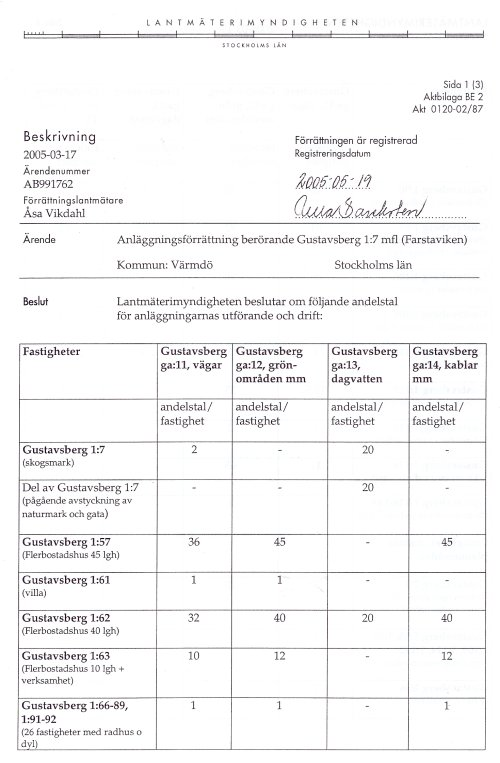 LANTMÄTERIMYNDIGHETEN
STOCKHOLMS LÄN
Sida 1 (3)
Aktbilaga BE 2
Akt 0120-02/87
Beskrivning
2005-03-17
Ärendenummer
AB991762
Förrättningslantmätare
Åsa Vikdahl
Förrättningen är registrerad
Registreringsdatum
2005-05-19
Ärende Anläggningsförrättning berörande Gustavsberg 1:7 mfl (Farstaviken)
Kommun: Värmdö Stockholms län
Beslut Lantmäterimyndigheten beslutar om följande andelstal
för anläggningarnas utförande och drift:
Fastigheter Gustavsberg ga:11, vägar Gustavsberg ga:12, grön-områden mm Gustavsberg ga:13, dagvatten Gustavsberg ga:14, kablar mm
andelstal/ fastighet andelstal/ fastighet andelstal/ fastighet andelstal/ fastighet
Gustavsberg 1:7 2 - 20 -
(skogsmark)
Del av Gustavsberg 1:7 - - 20 -
(pågående avstyckning av
naturmark och gata)
Gustavsberg 1:57 36 45 - 45
(Flerbostadshus 45 lgh)
Gustavsberg 1:61 1 1 - -
(villa)
Gustavsberg 1:62 32 40 20 40
(Flerbostadshus 40 lgh)
Gustavsberg 1:63 10 12 - 12
(Flerbostadshus 10 lgh +
verksamhet)
Gustavsberg 1:66-89, 1 1 - 1
1:91-92
(26 fastigheter med radhus o
dyl)